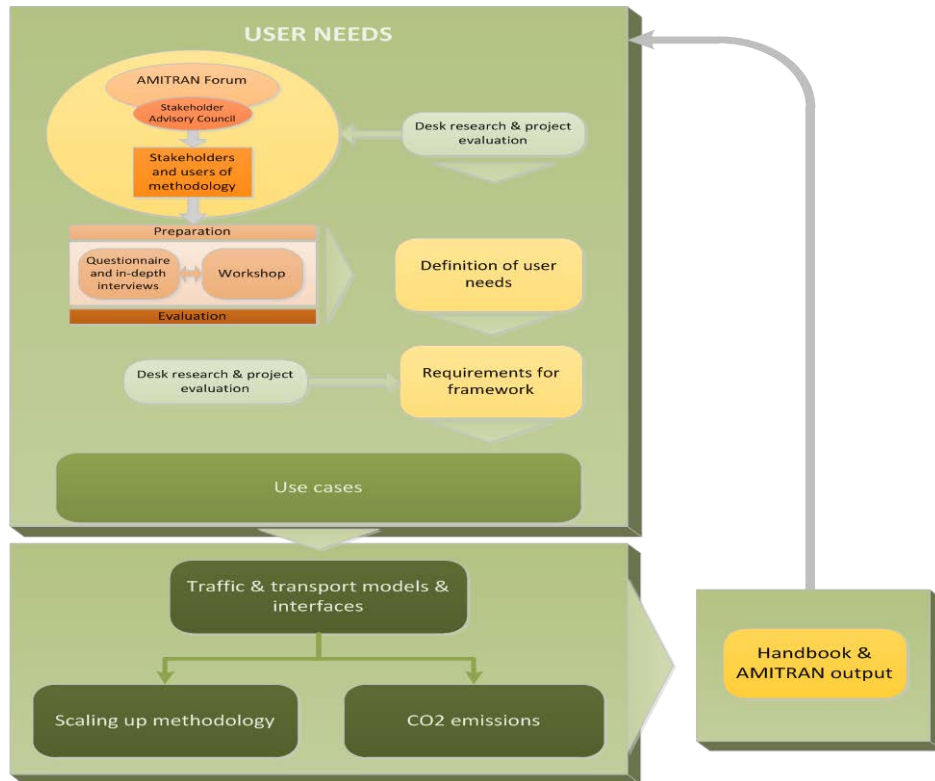 USER NEEDS
AMITRAN Forum
Stakeholder
Advisory Council
Stakeholders
and users of
methodology
Desk research & project
evaluation
Preparation
Questionnaire
and in-depth
interviews
Workshop
Evaluation
Definition of user
needs
Desk research & project
evaluation
Requirements for
framework
Use cases
Traffic & transport models &
interfaces
Scaling up methodology
CO2 emissions
Handbook &
AMITRAN output